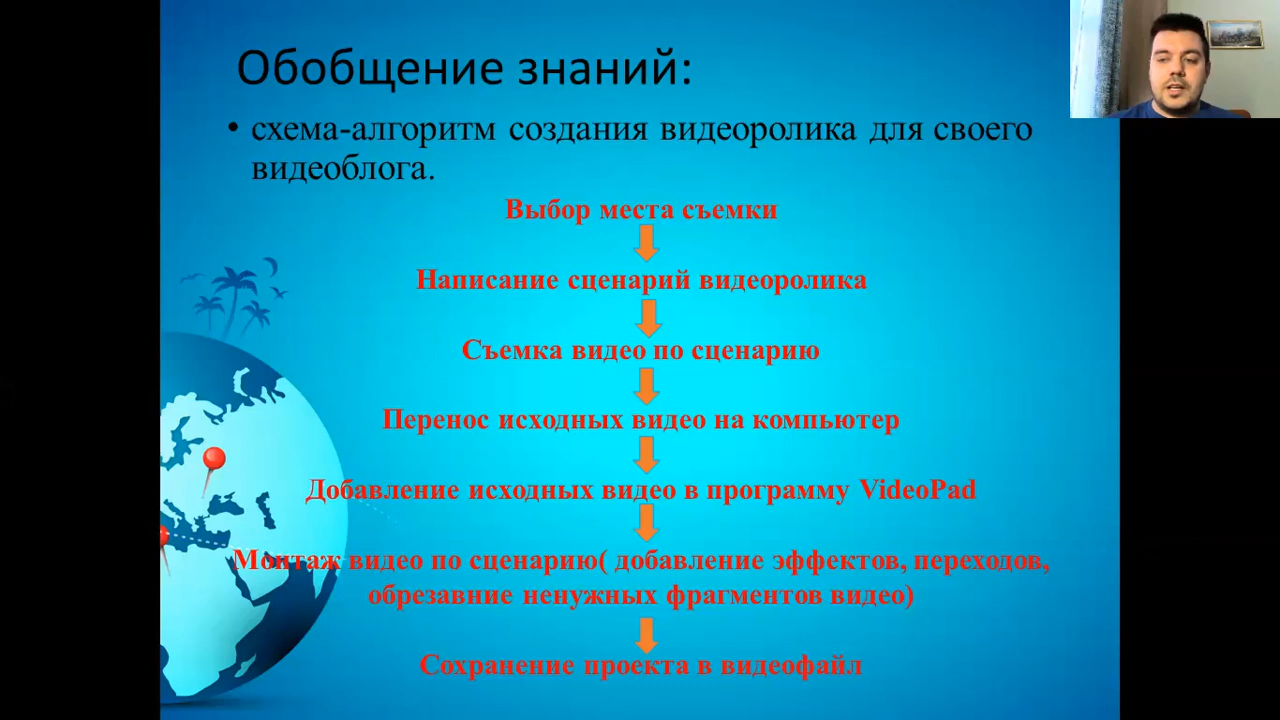 Обобщение знаний:
• схема-алгоритм создания видеоролика для своего
видеоблога.
Выбор места съемки
Написание сценарий видеоролика
Съемка видео по сценарию
Перенос исходных видео на компьютер
Добавление исходных видео в программу VideoPad
Монтаж видео по сценарию( добавление эффектов, переходов,
обрезавние ненужных фрагментов видео)
Сохранение проекта в видеофайл